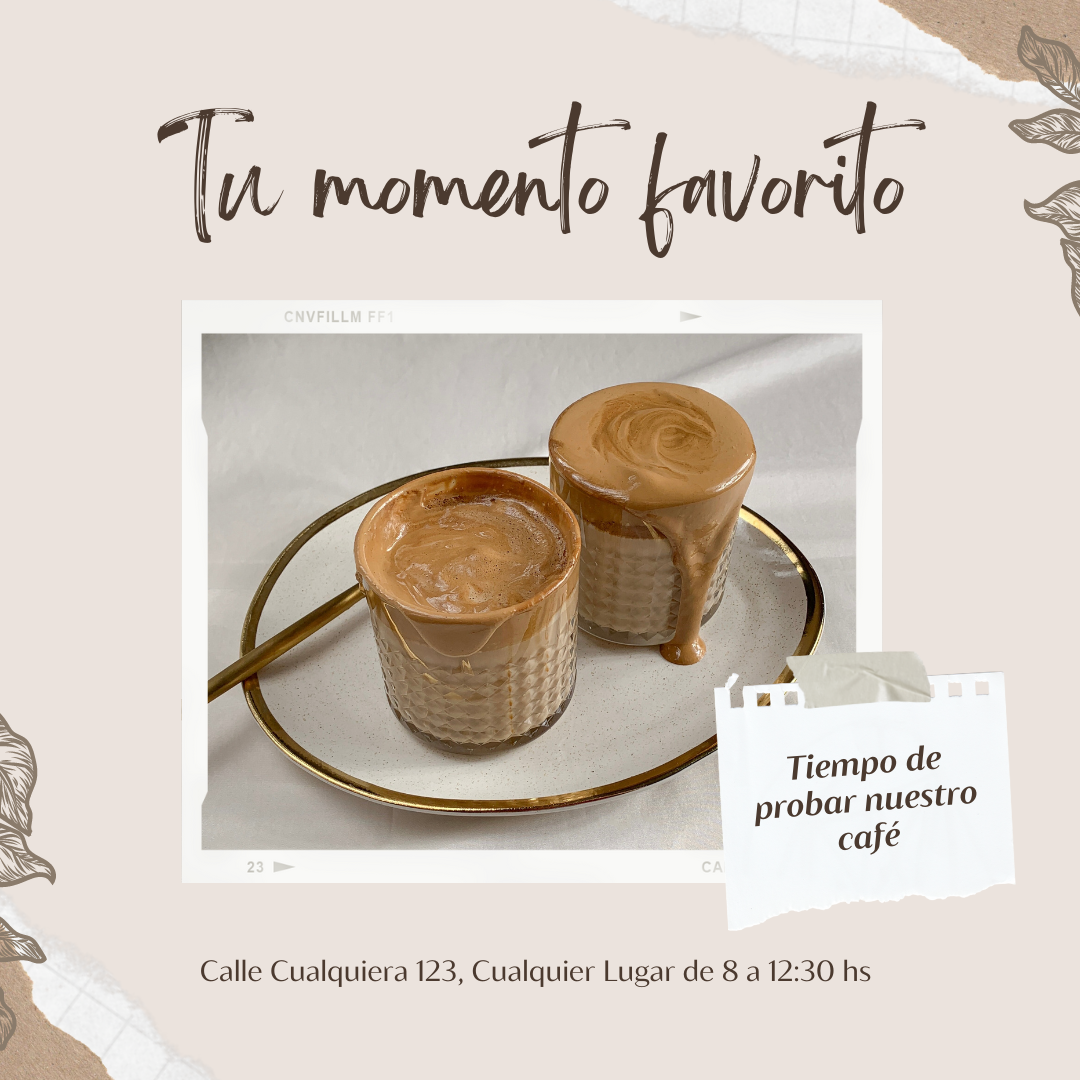 Tu momento favorito
CNVFILLM FF1
Tiempo de
probar nuestro
café
23
CA
Calle Cualquiera 123, Cualquier Lugar de 8 a 12:30 hs